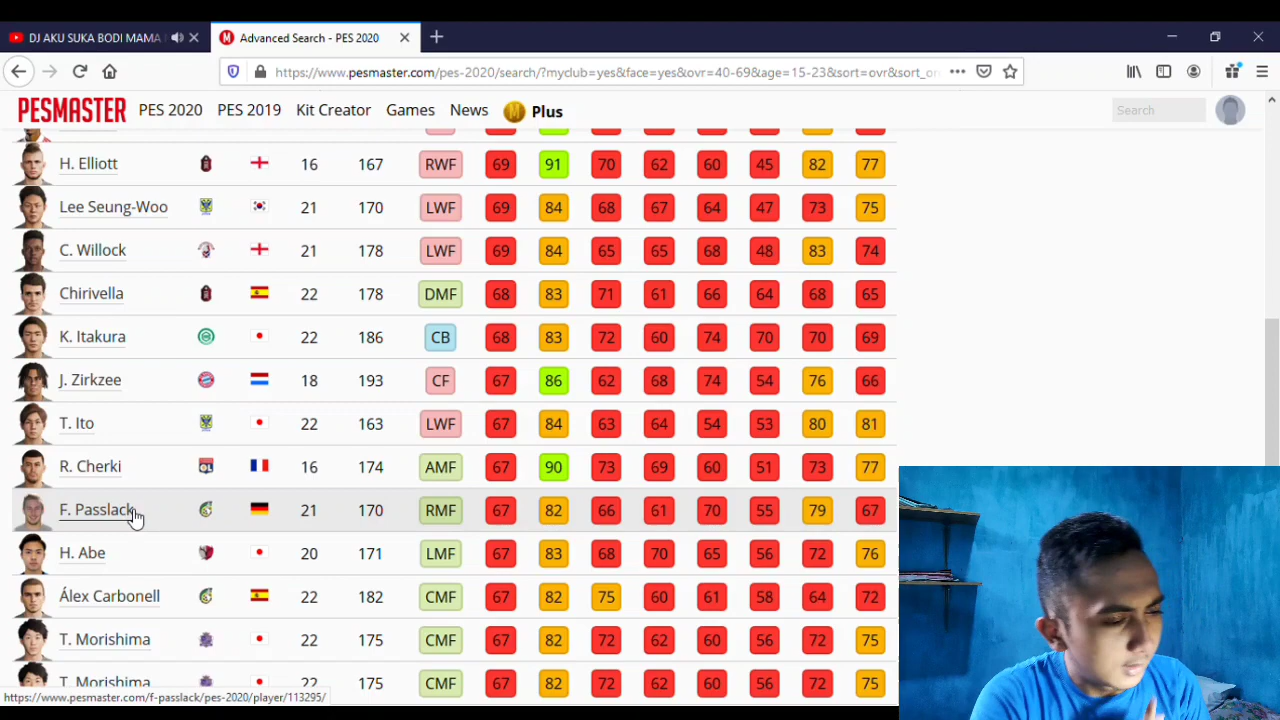 DJ AKU SUKA BODI MAMA
Advanced Search - PES 2020
https://www.pesmaster.com/pes-2020/search/?myclub=yes&face=yes&ovr=40-69&age=15-23&sort=ovr&sort_o
PESMASTER PES 2020 PES 2019 Kit Creator Games News Plus Search
H. Elliott 16 167 RWF 69 91 70 62 60 45 82 77
Lee Seung-Woo 21 170 LWF 69 84 68 67 64 47 73 75
C. Willock 21 178 LWF 69 84 65 65 68 48 83 74
Chirivella 22 178 DMF 68 83 71 61 66 64 68 65
K. Itakura 22 186 CB 68 83 72 60 74 70 70 69
J. Zirkzee 18 193 CF 67 86 62 68 74 54 76 66
T. Ito 22 163 LWF 67 84 63 64 54 53 80 81
R. Cherki 16 174 AMF 67 90 73 69 60 51 73 77
F. Passlack 21 170 RMF 67 82 66 61 70 55 79 67
H. Abe 20 171 LMF 67 83 68 70 65 56 72 76
Álex Carbonell 22 182 CMF 67 82 75 60 61 58 64 72
T. Morishima 22 175 CMF 67 82 72 62 60 56 72 75
T. Morishima 22 175 CMF 67 82 72 62 60 56 72 75
https://www.pesmaster.com/f-passlack/pes-2020/player/113295/